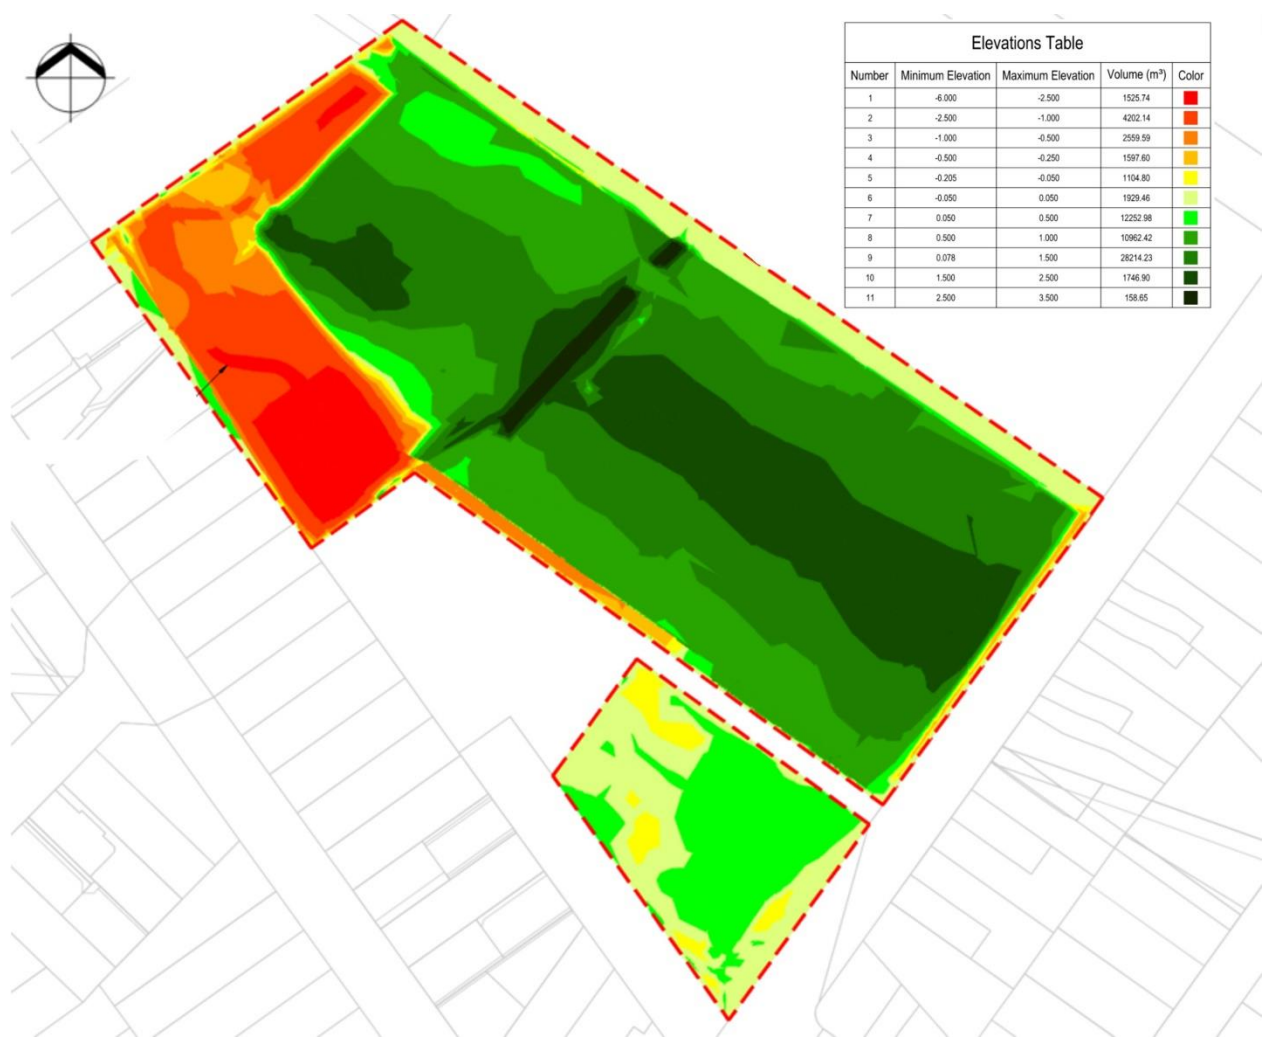 Elevations Table
Number Minimum Elevation Maximum Elevation Volume (m³) Color
1 -6.000 -2.500 1525.74
2 -2.500 -1.000 4202.14
3 -1.000 -0.500 2559.59
4 -0.500 -0.250 1597.60
5 -0.205 -0.050 1104.80
6 -0.050 0.050 1929.46
7 0.050 0.500 12252.98
8 0.500 1.000 10962.42
9 0.078 1.500 28214.23
10 1.500 2.500 1746.90
11 2.500 3.500 158.65